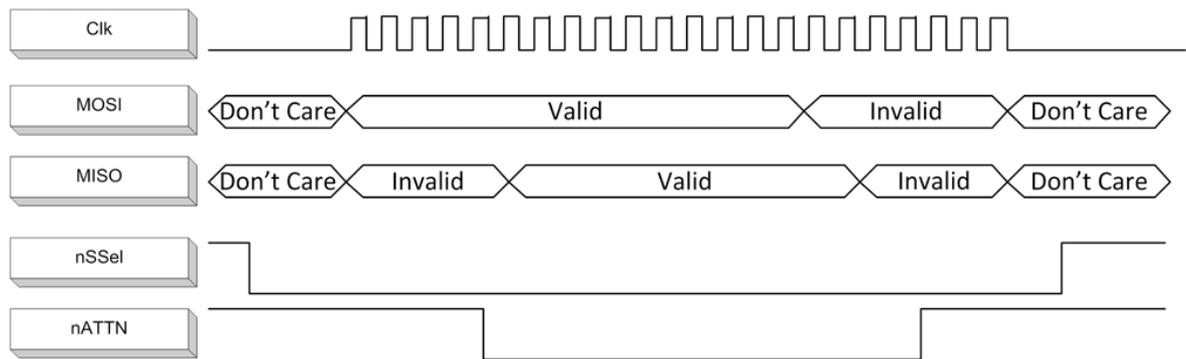 Clk
MOSI
Don't Care Valid Invalid Don't Care
MISO
Don't Care Invalid Valid Invalid Don't Care
nSSel
nATTN